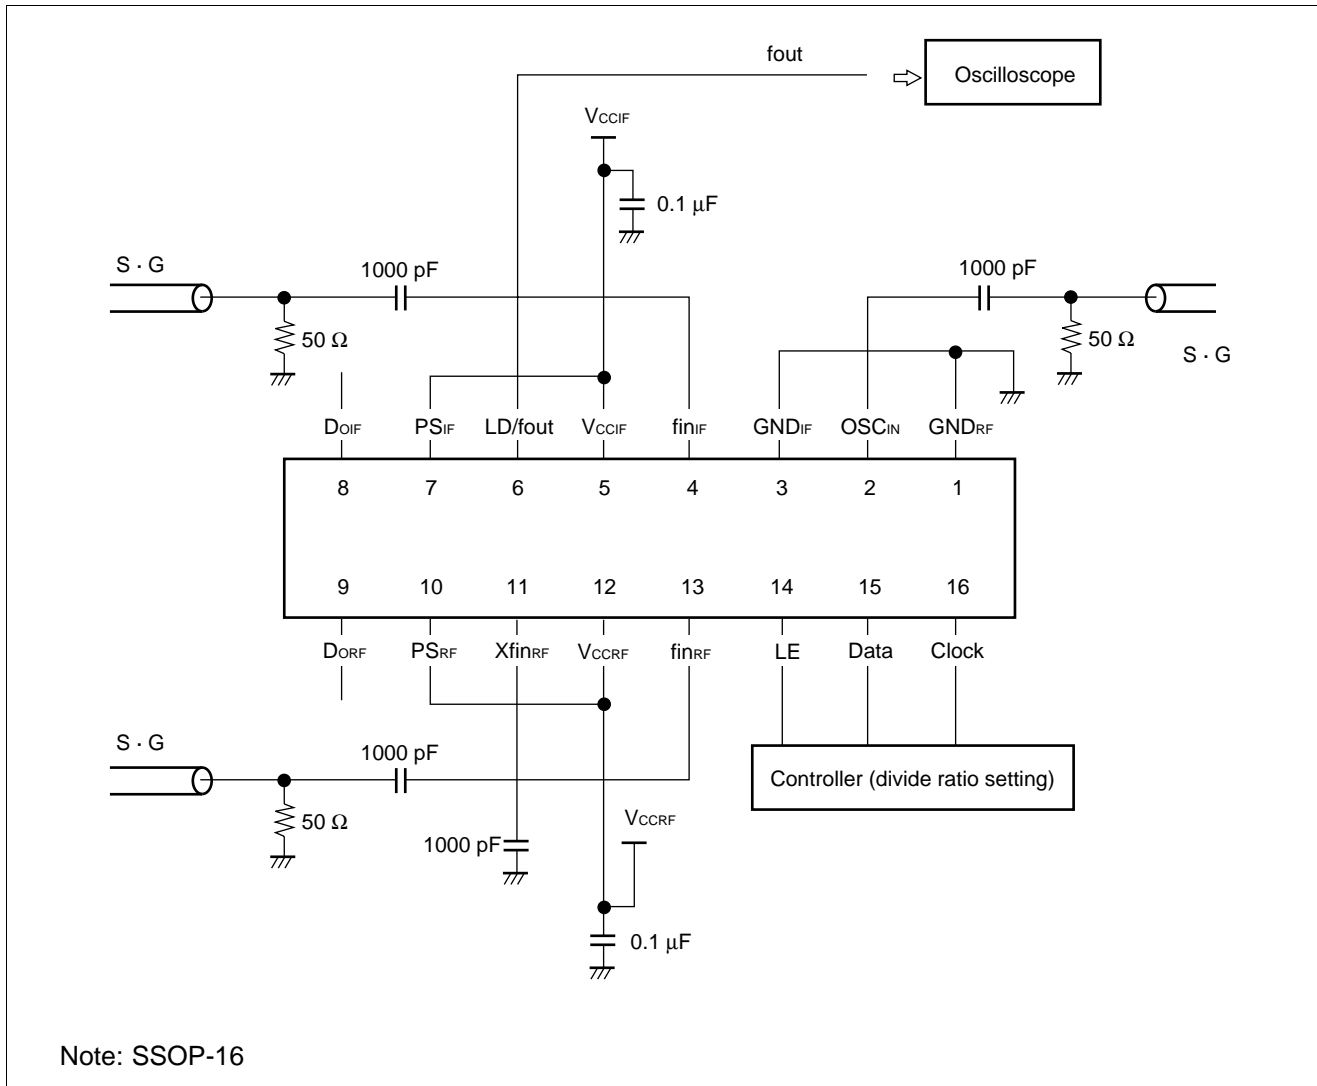 fout
Oscilloscope
VCCIF
0.1 μF
S · G
1000 pF
1000 pF
50 Ω
50 Ω
S · G
DOIF PSIF LD/fout VCCIF finIF GNDIF OSCIN GNDRF
8 7 6 5 4 3 2 1
9 10 11 12 13 14 15 16
DORF PSRF XfinRF VCCRF finRF LE Data Clock
S · G
1000 pF
Controller (divide ratio setting)
50 Ω
VCCRF
1000 pF
0.1 μF
Note: SSOP-16